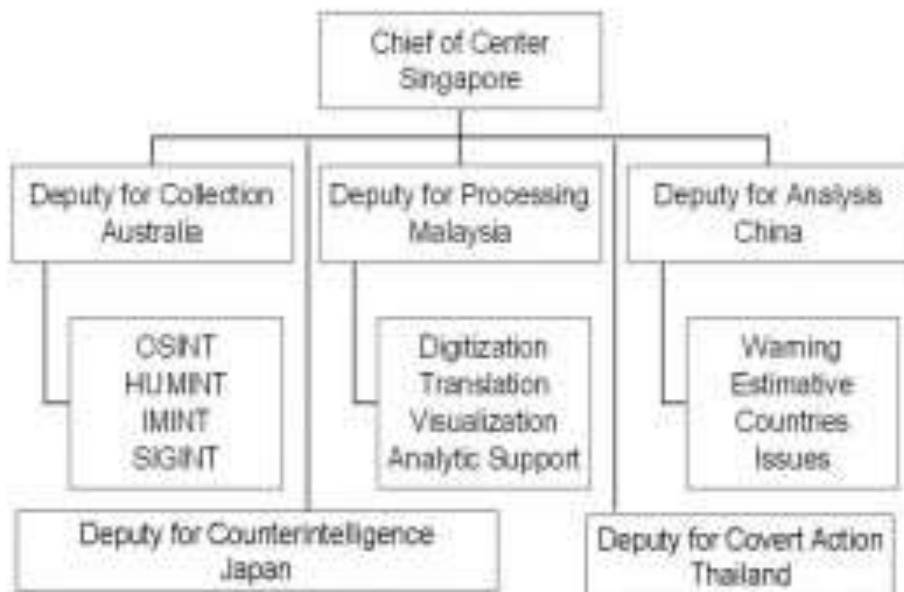 Chief of Center
Singapore
Deputy for Collection
Australia
Deputy for Processing
Malaysia
Deputy for Analysis
China
OSINT
HUMINT
IMINT
SIGINT
Digitization
Translation
Visualization
Analytic Support
Warning
Estimative
Countries
Issues
Deputy for Counterintelligence
Japan
Deputy for Covert Action
Thailand